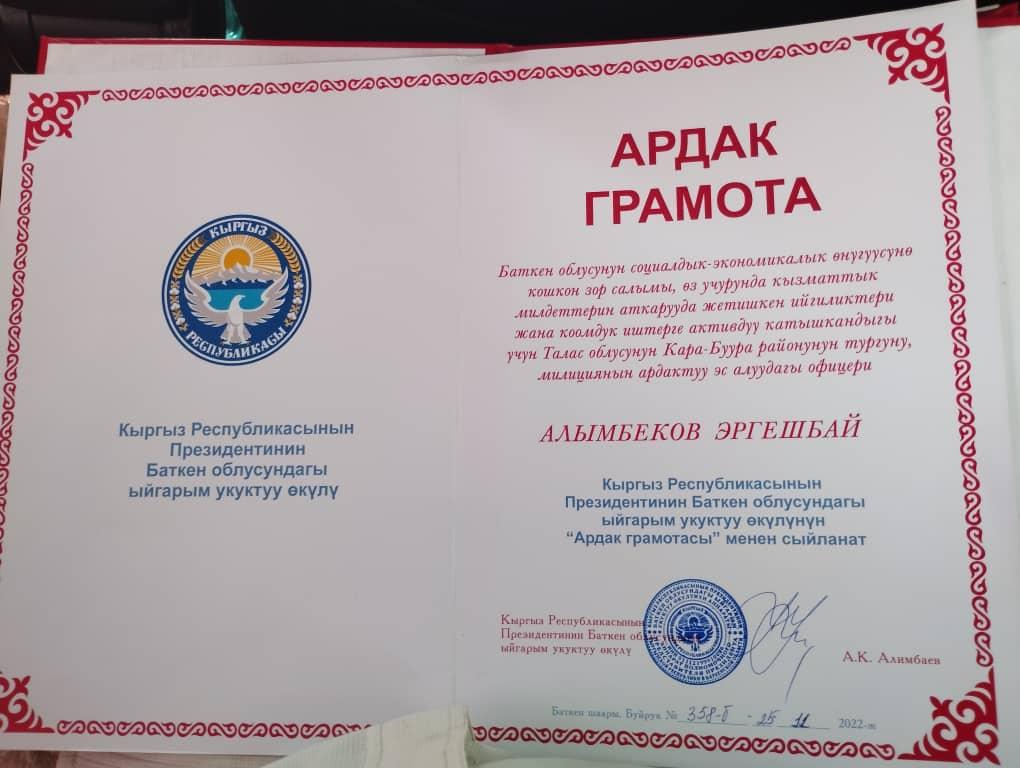 КЫРГЫЗ
РЕСПУБЛИКАСЫ
Кыргыз Республикасынын
Президентинин
Баткен облусундагы
ыйгарым укуктуу өкүлү
АРДАК
ГРАМОТА
Баткен облусунун социалдык-экономикалык өнүгүүсүнө
кошкон зор салымы, өз учурунда кызматтык
милдеттерин аткарууда жетишкен ийгиликтери
жана коомдук иштерге активдүү катышкандыгы
үчүн Талас облусунун Кара-Буура районунун тургуну,
милициянын ардактуу эс алуудагы офицери
АЛЫМБЕКОВ ЭРГЕШБАЙ
Кыргыз Республикасынын
Президентинин Баткен облусундагы
ыйгарым укуктуу өкүлүнүн
“Ардак грамотасы” менен сыйланат
Кыргыз Республикасынын
Президентинин Баткен облусундагы
ыйгарым укуктуу өкүлү
А.К. Алимбаев
Баткен шаары, Буйрук № 358-б - 25 11 2022-ж